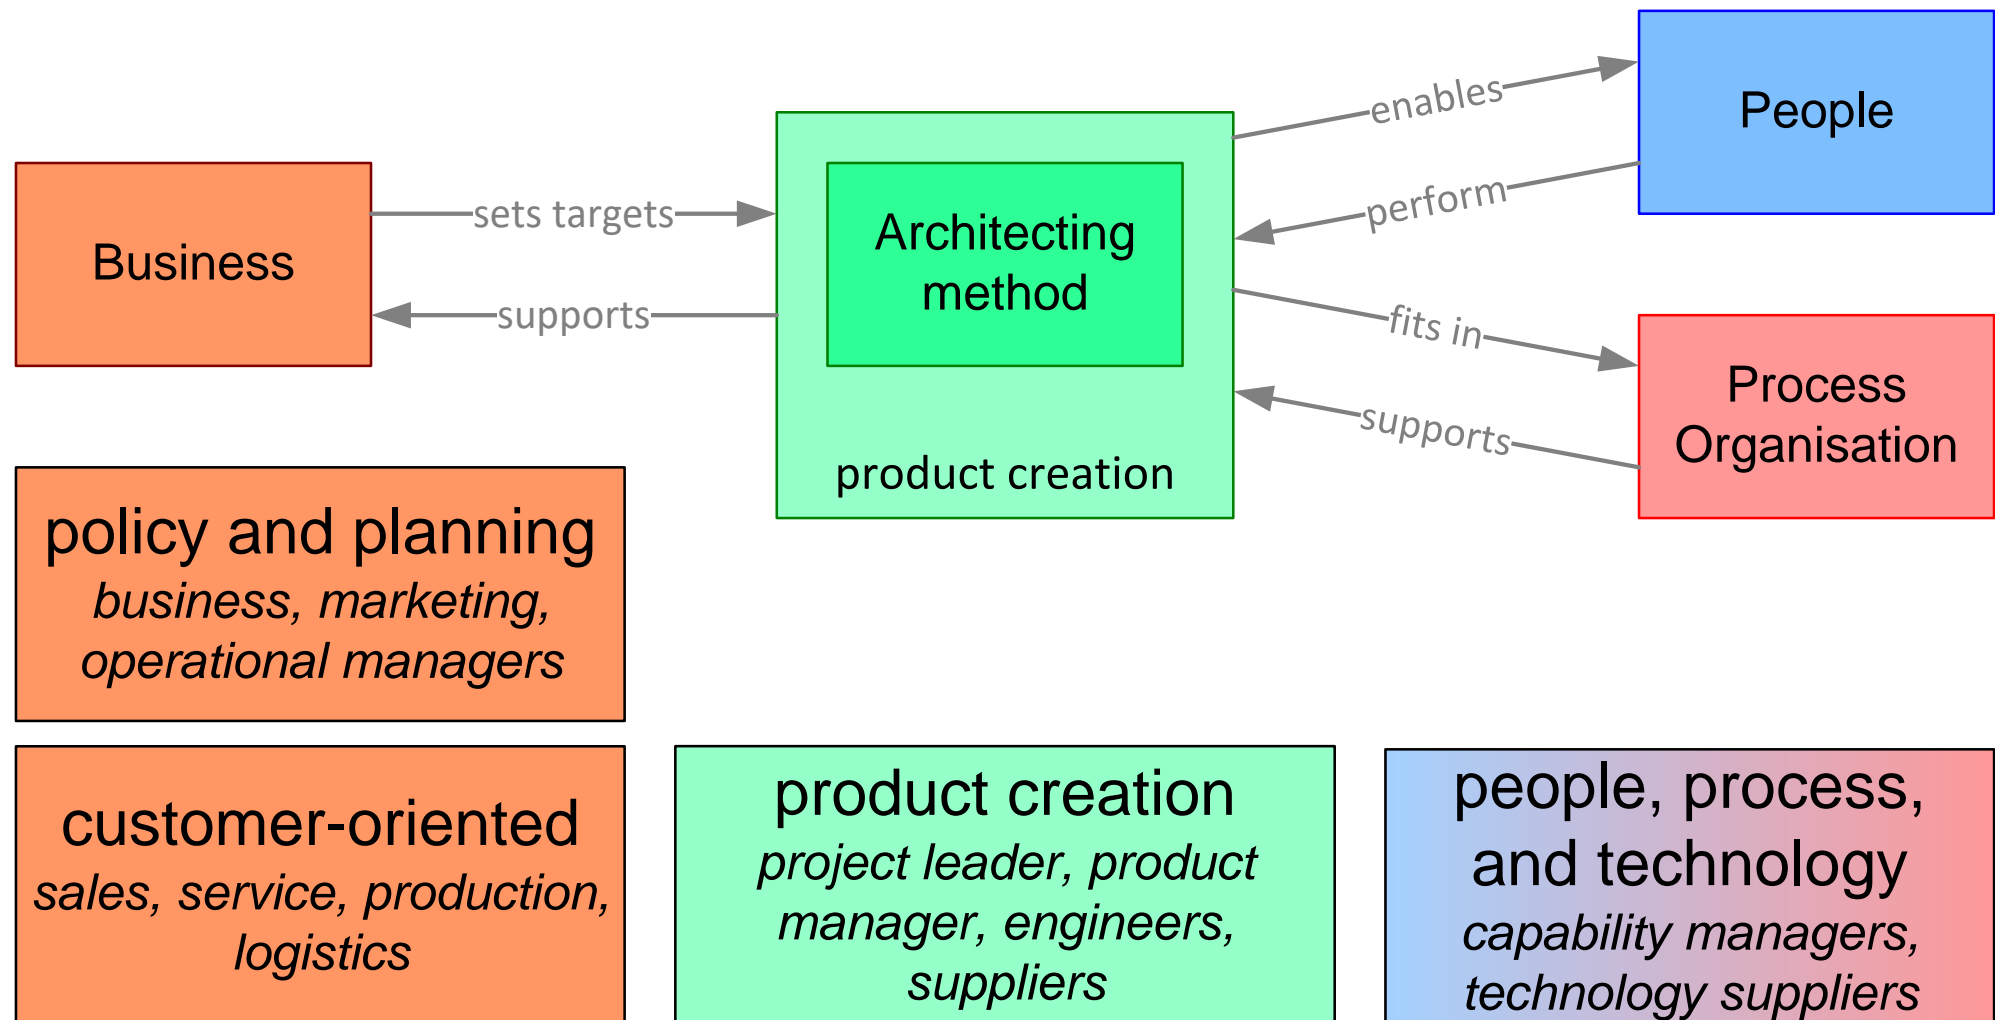 enables
People
perform
Business
sets targets
supports
Architecting
method
product creation
fits in
supports
Process
Organisation
policy and planning
business, marketing,
operational managers
customer-oriented
sales, service, production,
logistics
product creation
project leader, product
manager, engineers,
suppliers
people, process,
and technology
capability managers,
technology suppliers